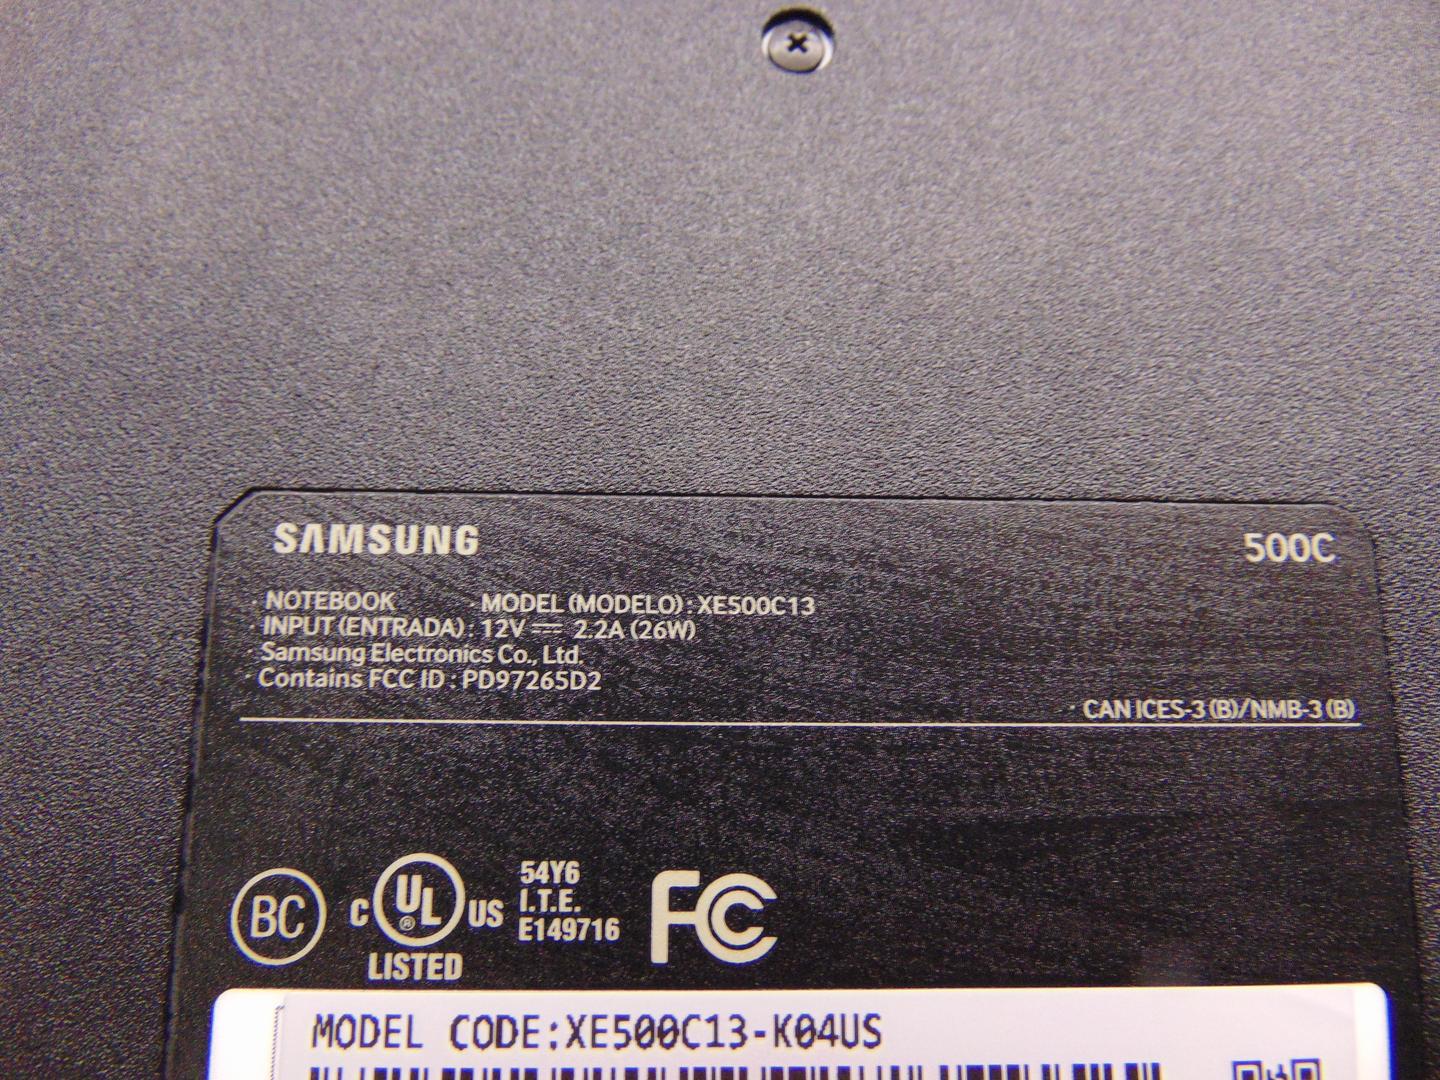 SAMSUNG 500C
· NOTEBOOK · MODEL (MODELO) : XE500C13
· INPUT (ENTRADA) : 12V ⎓ 2.2A (26W)
· Samsung Electronics Co., Ltd.
· Contains FCC ID : PD97265D2
· CAN ICES-3 (B)/NMB-3 (B)
BC
C UL ® US
LISTED
54Y6
I.T.E.
E149716
FC
MODEL CODE:XE500C13-K04US